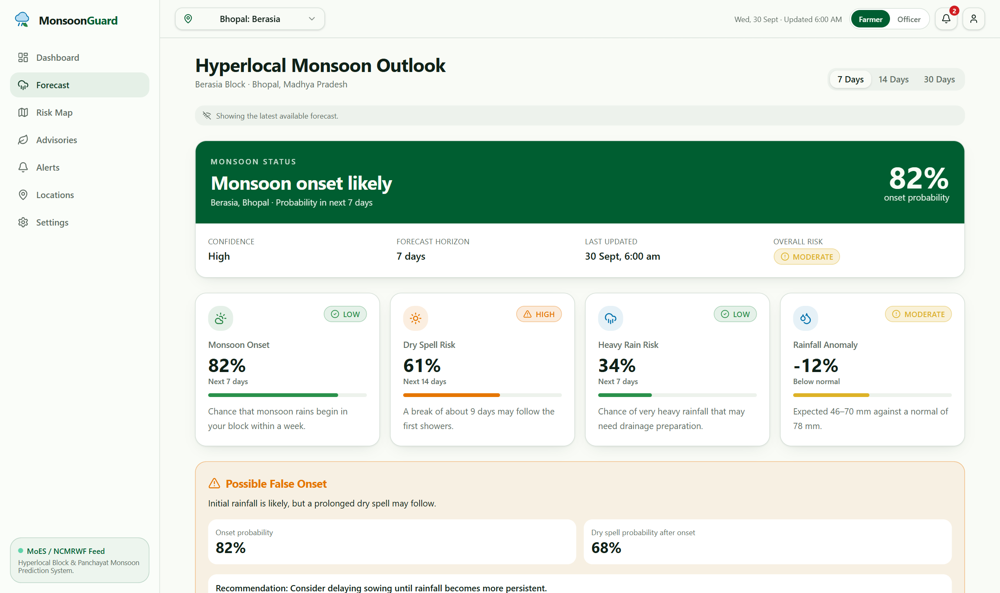 MonsoonGuard
Dashboard
Forecast
Risk Map
Advisories
Alerts
Locations
Settings
MoES / NCMRWF Feed
Hyperlocal Block & Panchayat Monsoon
Prediction System.
Bhopal: Berasia
Wed, 30 Sept · Updated 6:00 AM
Farmer
Officer
2
Hyperlocal Monsoon Outlook
Berasia Block · Bhopal, Madhya Pradesh
7 Days
14 Days
30 Days
Showing the latest available forecast.
MONSOON STATUS
Monsoon onset likely
Berasia, Bhopal · Probability in next 7 days
82%
onset probability
CONFIDENCE
High
FORECAST HORIZON
7 days
LAST UPDATED
30 Sept, 6:00 am
OVERALL RISK
MODERATE
LOW
Monsoon Onset
82%
Next 7 days
Chance that monsoon rains begin in
your block within a week.
HIGH
Dry Spell Risk
61%
Next 14 days
A break of about 9 days may follow the
first showers.
LOW
Heavy Rain Risk
34%
Next 7 days
Chance of very heavy rainfall that may
need drainage preparation.
MODERATE
Rainfall Anomaly
-12%
Below normal
Expected 46–70 mm against a normal of
78 mm.
Possible False Onset
Initial rainfall is likely, but a prolonged dry spell may follow.
Onset probability
82%
Dry spell probability after onset
68%
Recommendation: Consider delaying sowing until rainfall becomes more persistent.